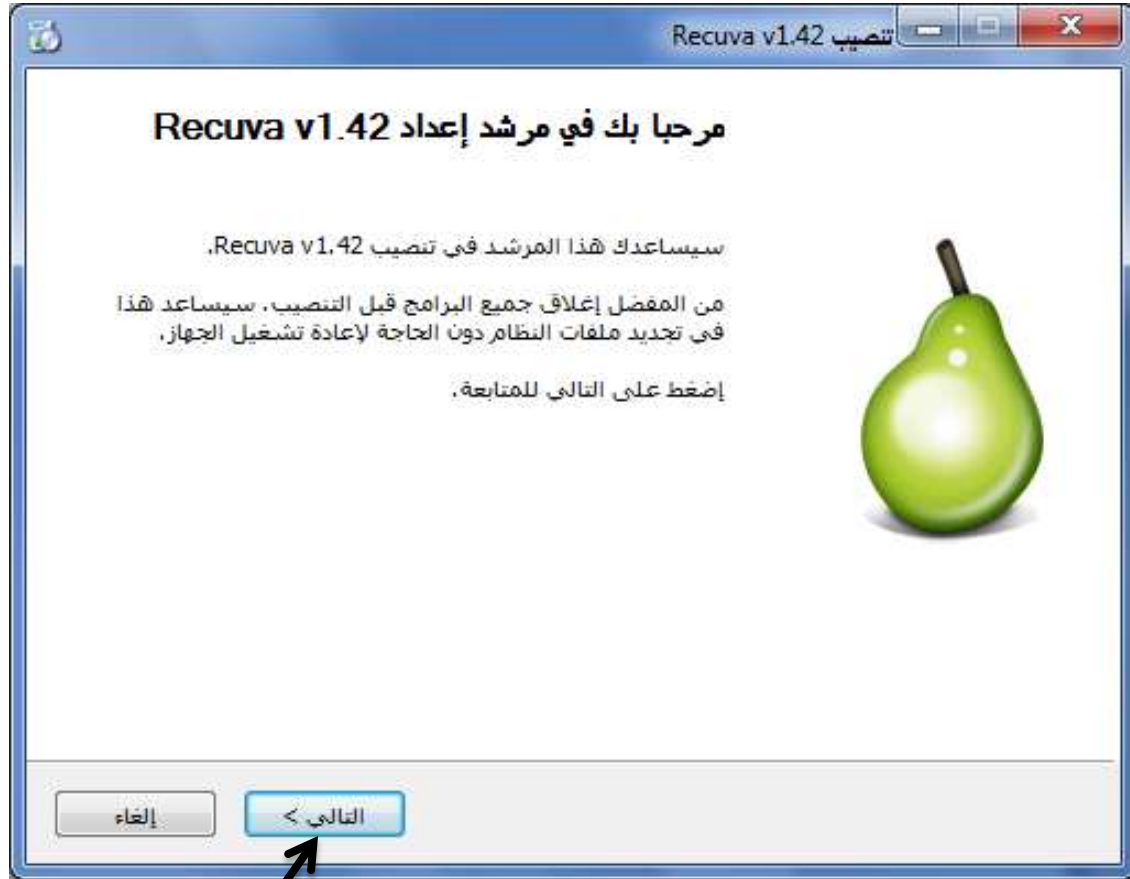 تنصيب Recuva v1.42
مرحبا بك في مرشد إعداد Recuva v1.42
سيساعدك هذا المرشد في تنصيب Recuva v1.42.
من المفضل إغلاق جميع البرامج قبل التنصيب. سيساعد هذا
في تجديد ملفات النظام دون الحاجة لإعادة تشغيل الجهاز.
إضغط على التالي للمتابعة.
التالي >
إلغاء